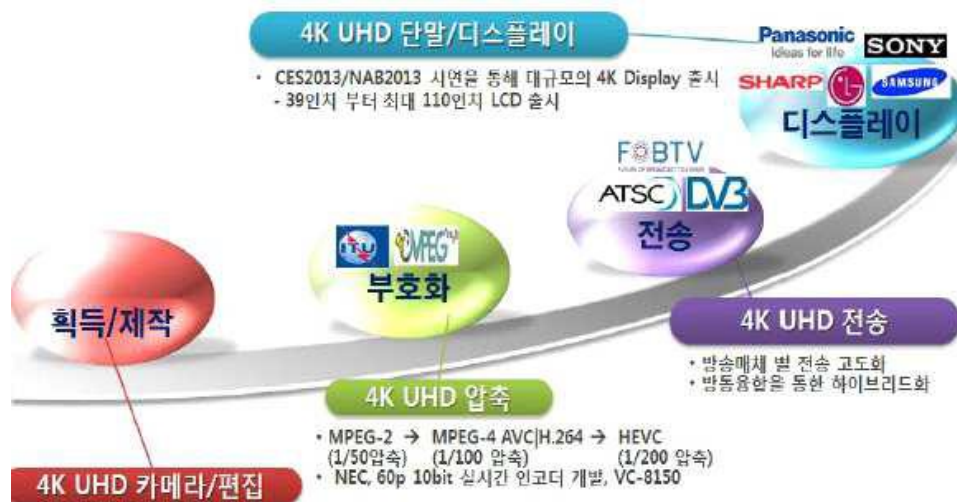 4K UHD 단말/디스플레이
• CES2013/NAB2013 시연을 통해 대규모의 4K Display 출시
- 39인치 부터 최대 110인치 LCD 출시
Panasonic
ideas for life
SONY
SHARP
LG
SAMSUNG
디스플레이
FOBTV
FUTURE OF BROADCAST TELEVISION
ATSC
DVB
전송
ITU
MPEG
부호화
획득/제작
4K UHD 전송
• 방송매체 별 전송 고도화
• 방통융합을 통한 하이브리드화
4K UHD 압축
• MPEG-2 → MPEG-4 AVC|H.264 → HEVC
(1/50압축) (1/100 압축) (1/200 압축)
• NEC, 60p 10bit 실시간 인코더 개발, VC-8150
4K UHD 카메라/편집